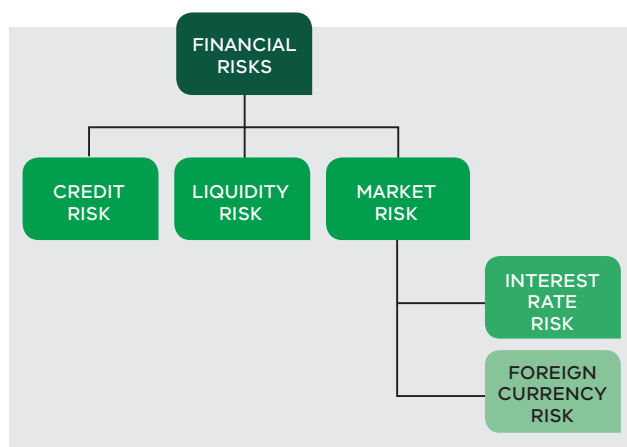 FINANCIAL
RISKS
CREDIT
RISK
LIQUIDITY
RISK
MARKET
RISK
INTEREST
RATE
RISK
FOREIGN
CURRENCY
RISK